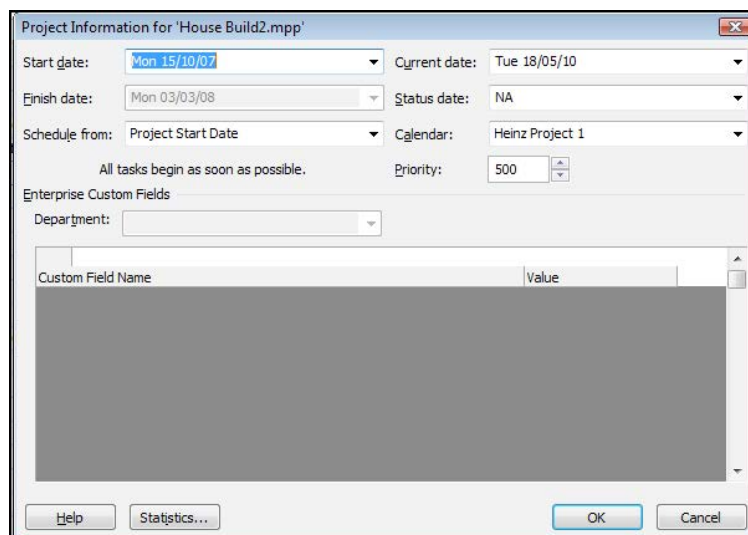 Project Information for 'House Build2.mpp'
Start date: Mon 15/10/07 Current date: Tue 18/05/10
Finish date: Mon 03/03/08 Status date: NA
Schedule from: Project Start Date Calendar: Heinz Project 1
All tasks begin as soon as possible. Priority: 500
Enterprise Custom Fields
Department:
Custom Field Name Value
Help Statistics... OK Cancel